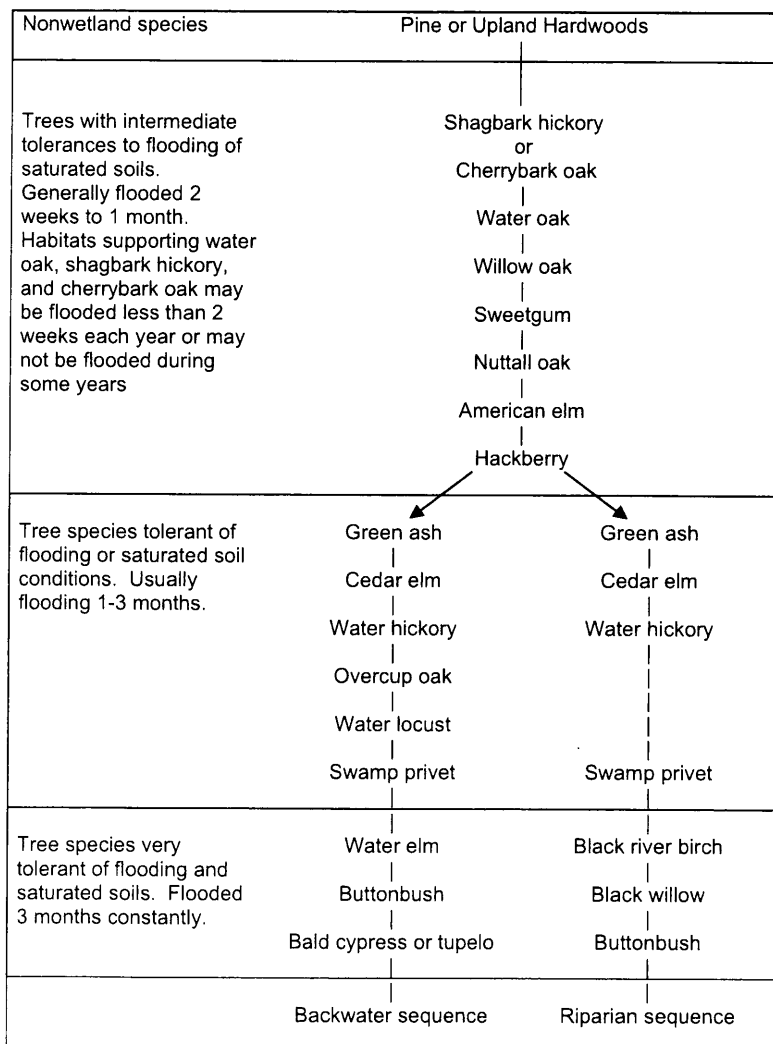 Nonwetland species
Pine or Upland Hardwoods
Trees with intermediate
tolerances to flooding of
saturated soils.
Generally flooded 2
weeks to 1 month.
Habitats supporting water
oak, shagbark hickory,
and cherrybark oak may
be flooded less than 2
weeks each year or may
not be flooded during
some years
Shagbark hickory
or
Cherrybark oak
Water oak
Willow oak
Sweetgum
Nuttall oak
American elm
Hackberry
Tree species tolerant of
flooding or saturated soil
conditions. Usually
flooding 1-3 months.
Green ash
Cedar elm
Water hickory
Overcup oak
Water locust
Swamp privet
Green ash
Cedar elm
Water hickory
Swamp privet
Tree species very
tolerant of flooding and
saturated soils. Flooded
3 months constantly.
Water elm
Buttonbush
Bald cypress or tupelo
Black river birch
Black willow
Buttonbush
Backwater sequence
Riparian sequence